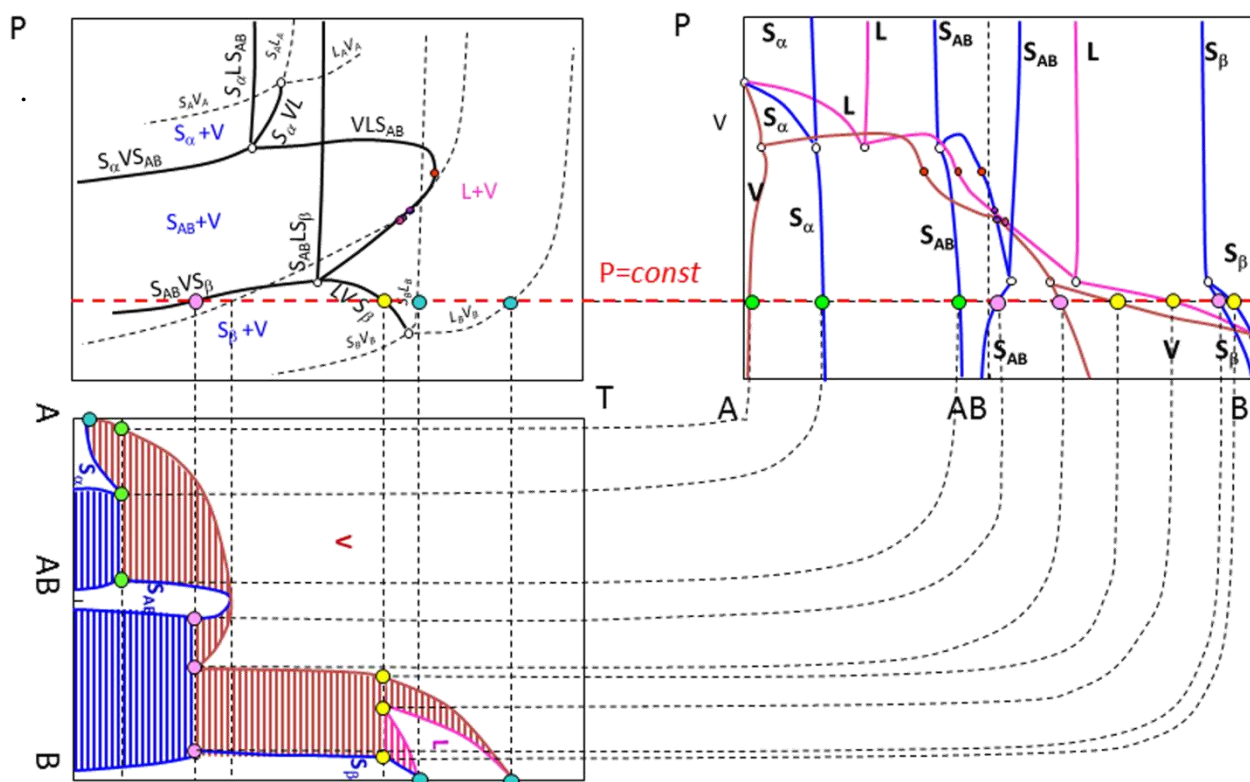 P
SₐVₐ
SₐLₐ
LₐVₐ
SαLSAB
Sα+V
SαVL
VLSAB
SαVSAB
SAB+V
L+V
SABLSβ
SABVSβ
LVSβ
Sβ+V
SBVB
LBVB
T
P=const
P
V
Sα
L
SAB
SAB
L
Sβ
Sα
L
V
Sα
SAB
Sβ
SAB
V
Sβ
A
AB
B
A
Sα
V
AB
SAB
L
B
Sβ